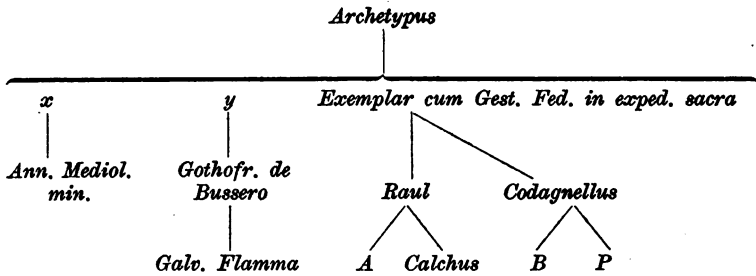 Archetypus
x y Exemplar cum Gest. Fed. in exped. sacra
Ann. Mediol. min.
Gothofr. de Bussero
Raul Codagnellus
Galv. Flamma A Calchus B P